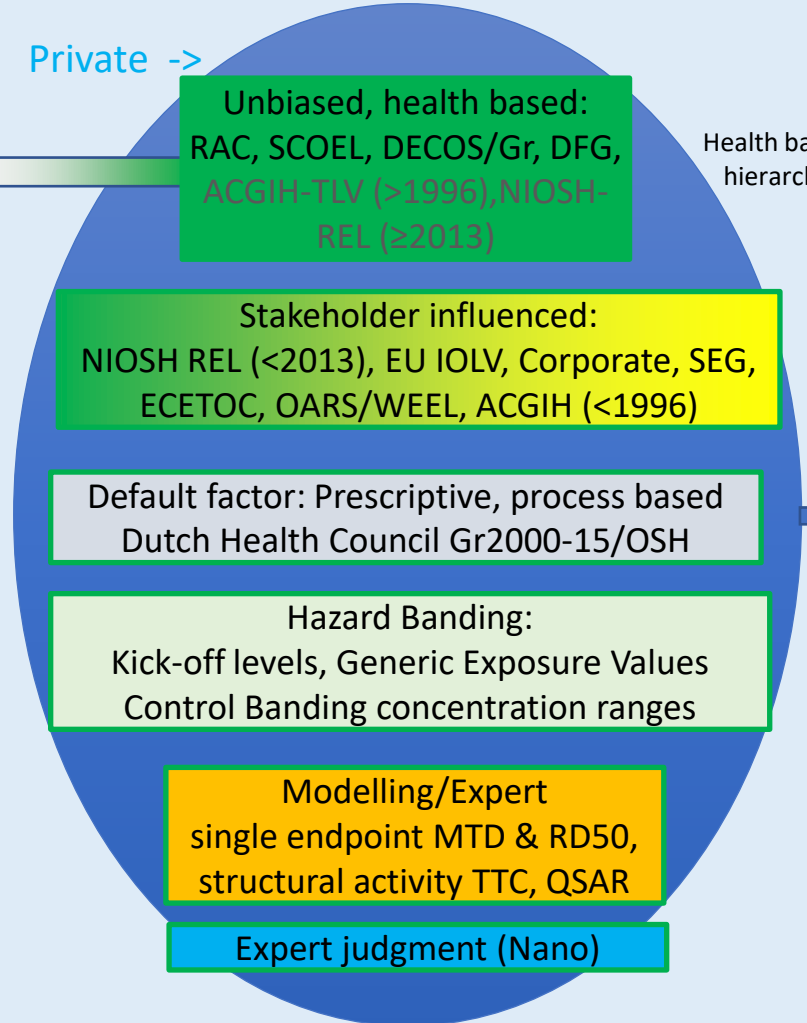 Private ->
Unbiased, health based:
RAC, SCOEL, DECOS/Gr, DFG,
ACGIH-TLV (>1996),NIOSH-
REL (≥2013)
Health ba
hierarch
Stakeholder influenced:
NIOSH REL (<2013), EU IOLV, Corporate, SEG,
ECETOC, OARS/WEEL, ACGIH (<1996)
Default factor: Prescriptive, process based
Dutch Health Council Gr2000-15/OSH
Hazard Banding:
Kick-off levels, Generic Exposure Values
Control Banding concentration ranges
Modelling/Expert
single endpoint MTD & RD50,
structural activity TTC, QSAR
Expert judgment (Nano)